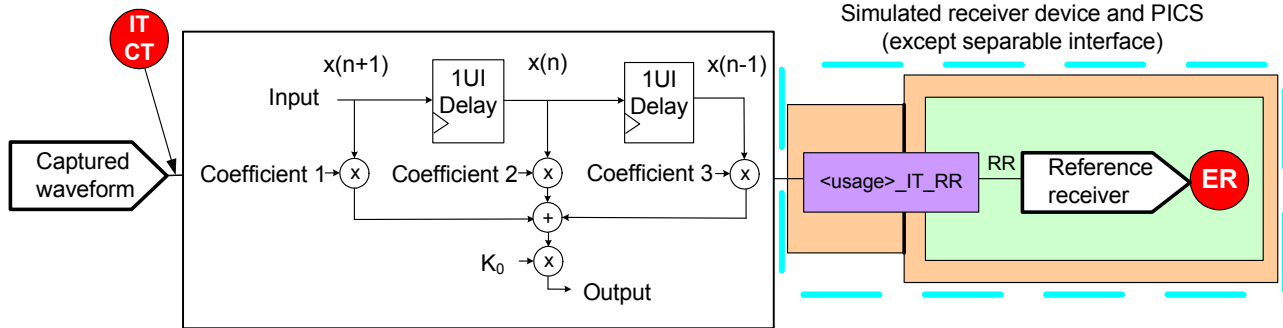 Simulated receiver device and PICS
(except separable interface)
IT
CT
x(n+1)
1UI
Delay
x(n)
1UI
Delay
x(n-1)
Input
Captured
waveform
Coefficient 1
x
Coefficient 2
x
Coefficient 3
x
<usage>_IT_RR
RR
Reference
receiver
ER
+
K₀
x
Output